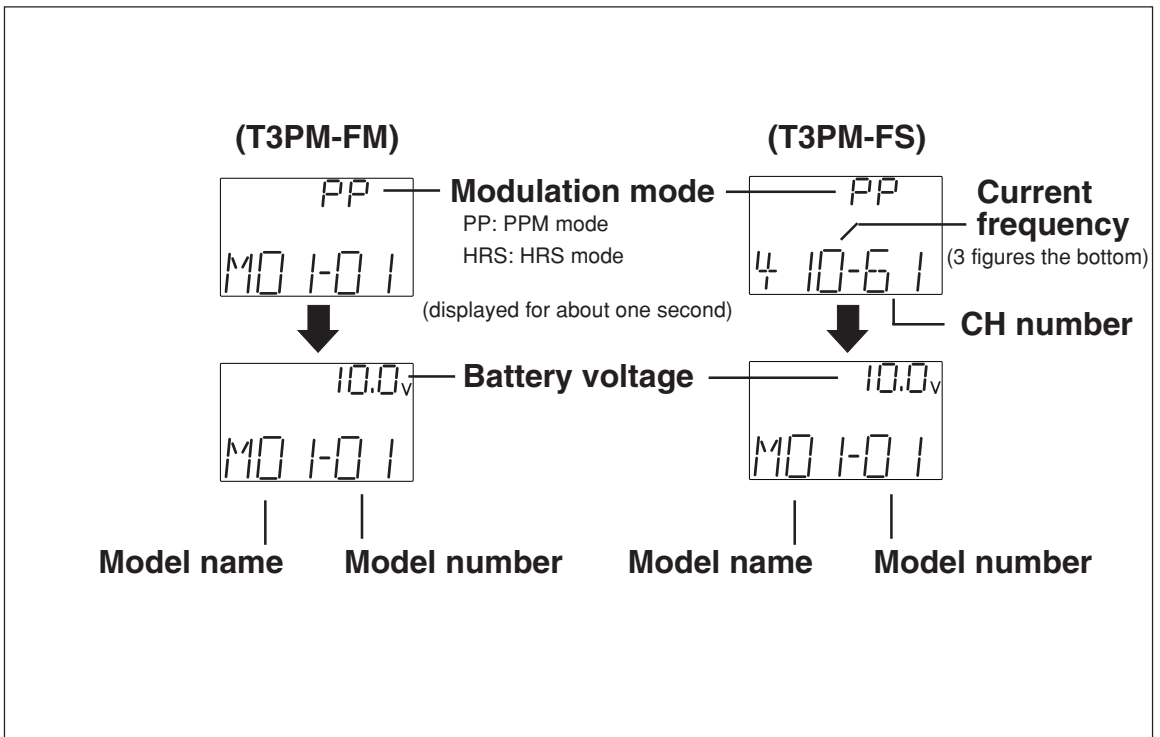 (T3PM-FM)
(T3PM-FS)
PP
Modulation mode
PP: PPM mode
HRS: HRS mode
PP
Current
frequency
(3 figures the bottom)
M01-01
4 10-61
(displayed for about one second)
CH number
10.0V
Battery voltage
10.0V
M01-01
M01-01
Model name
Model number
Model name
Model number